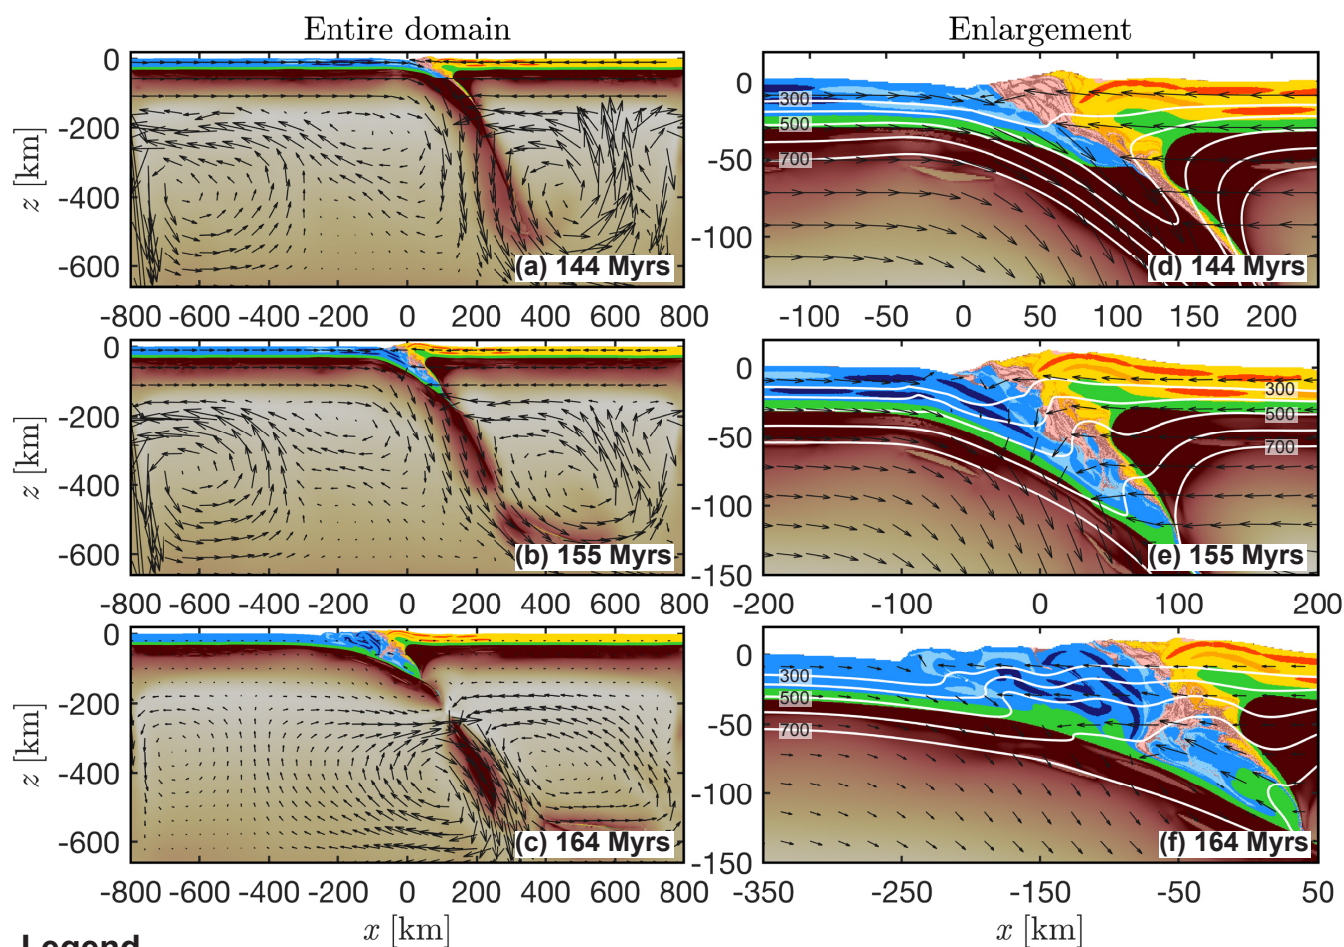 Entire domain
Enlargement
0
-200
-400
-600
z [km]
(a) 144 Myrs
-800 -600 -400 -200 0 200 400 600 800
0
-50
-100
300
500
700
(d) 144 Myrs
-100 -50 0 50 100 150 200
0
-200
-400
-600
z [km]
(b) 155 Myrs
-800 -600 -400 -200 0 200 400 600 800
0
-50
-100
-150
300
500
700
(e) 155 Myrs
-200 -100 0 100 200
0
-200
-400
-600
z [km]
(c) 164 Myrs
-800 -600 -400 -200 0 200 400 600 800
x [km]
0
-50
-100
-150
300
500
700
(f) 164 Myrs
-350 -250 -150 -50 50
x [km]
Legend